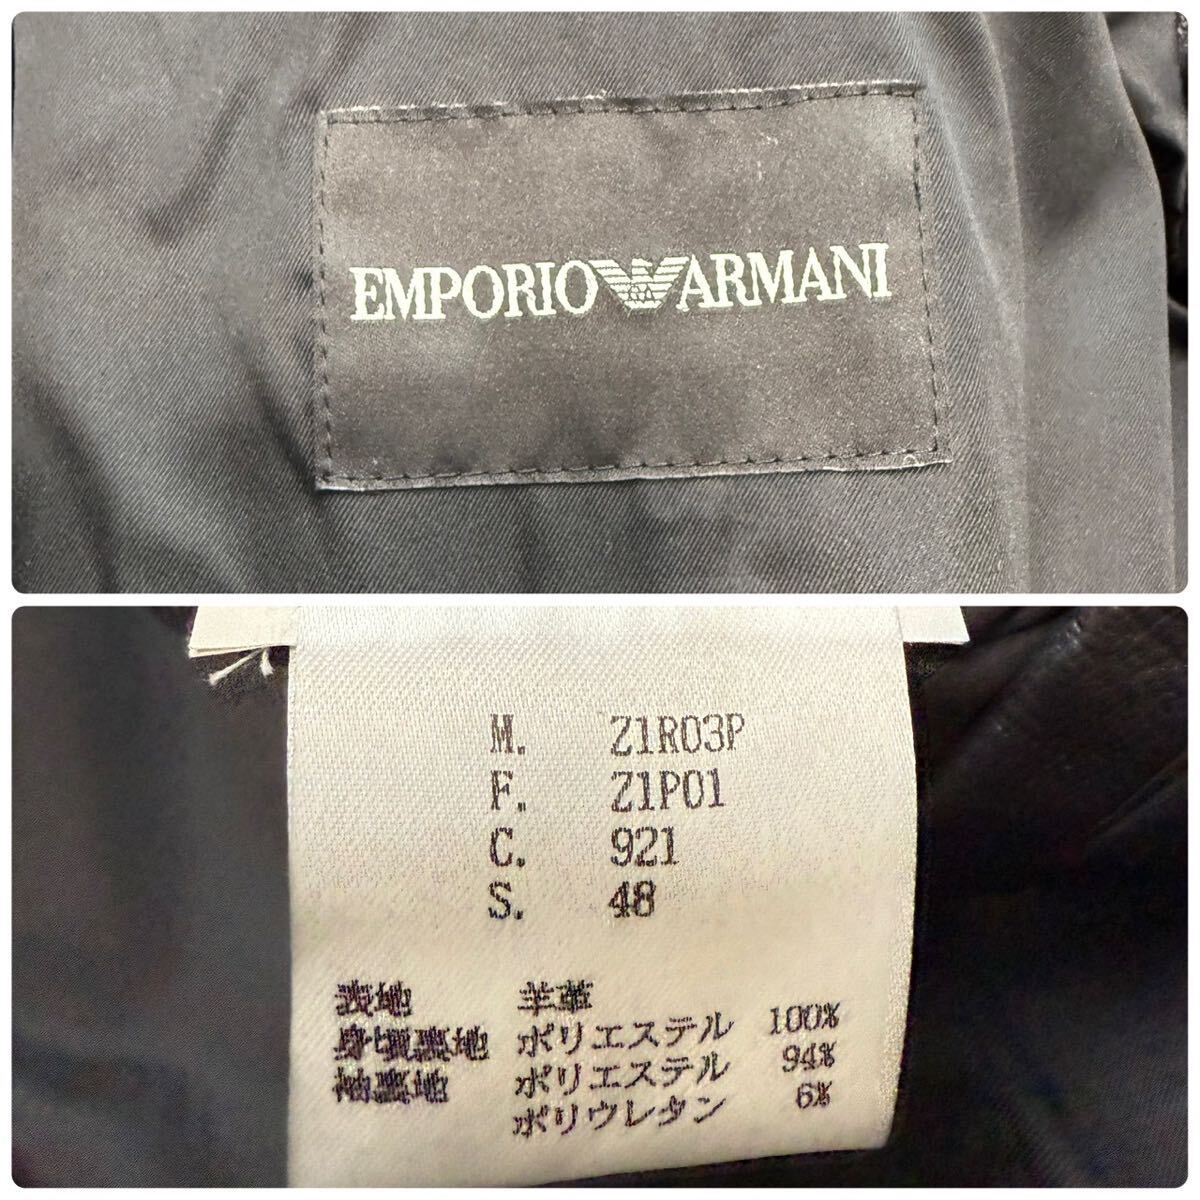 EMPORIO ARMANI
M. Z1R03P
F. Z1P01
C. 921
S. 48
表地 羊革
身頃裏地 ポリエステル 100%
袖裏地 ポリエステル 94%
ポリウレタン 6%